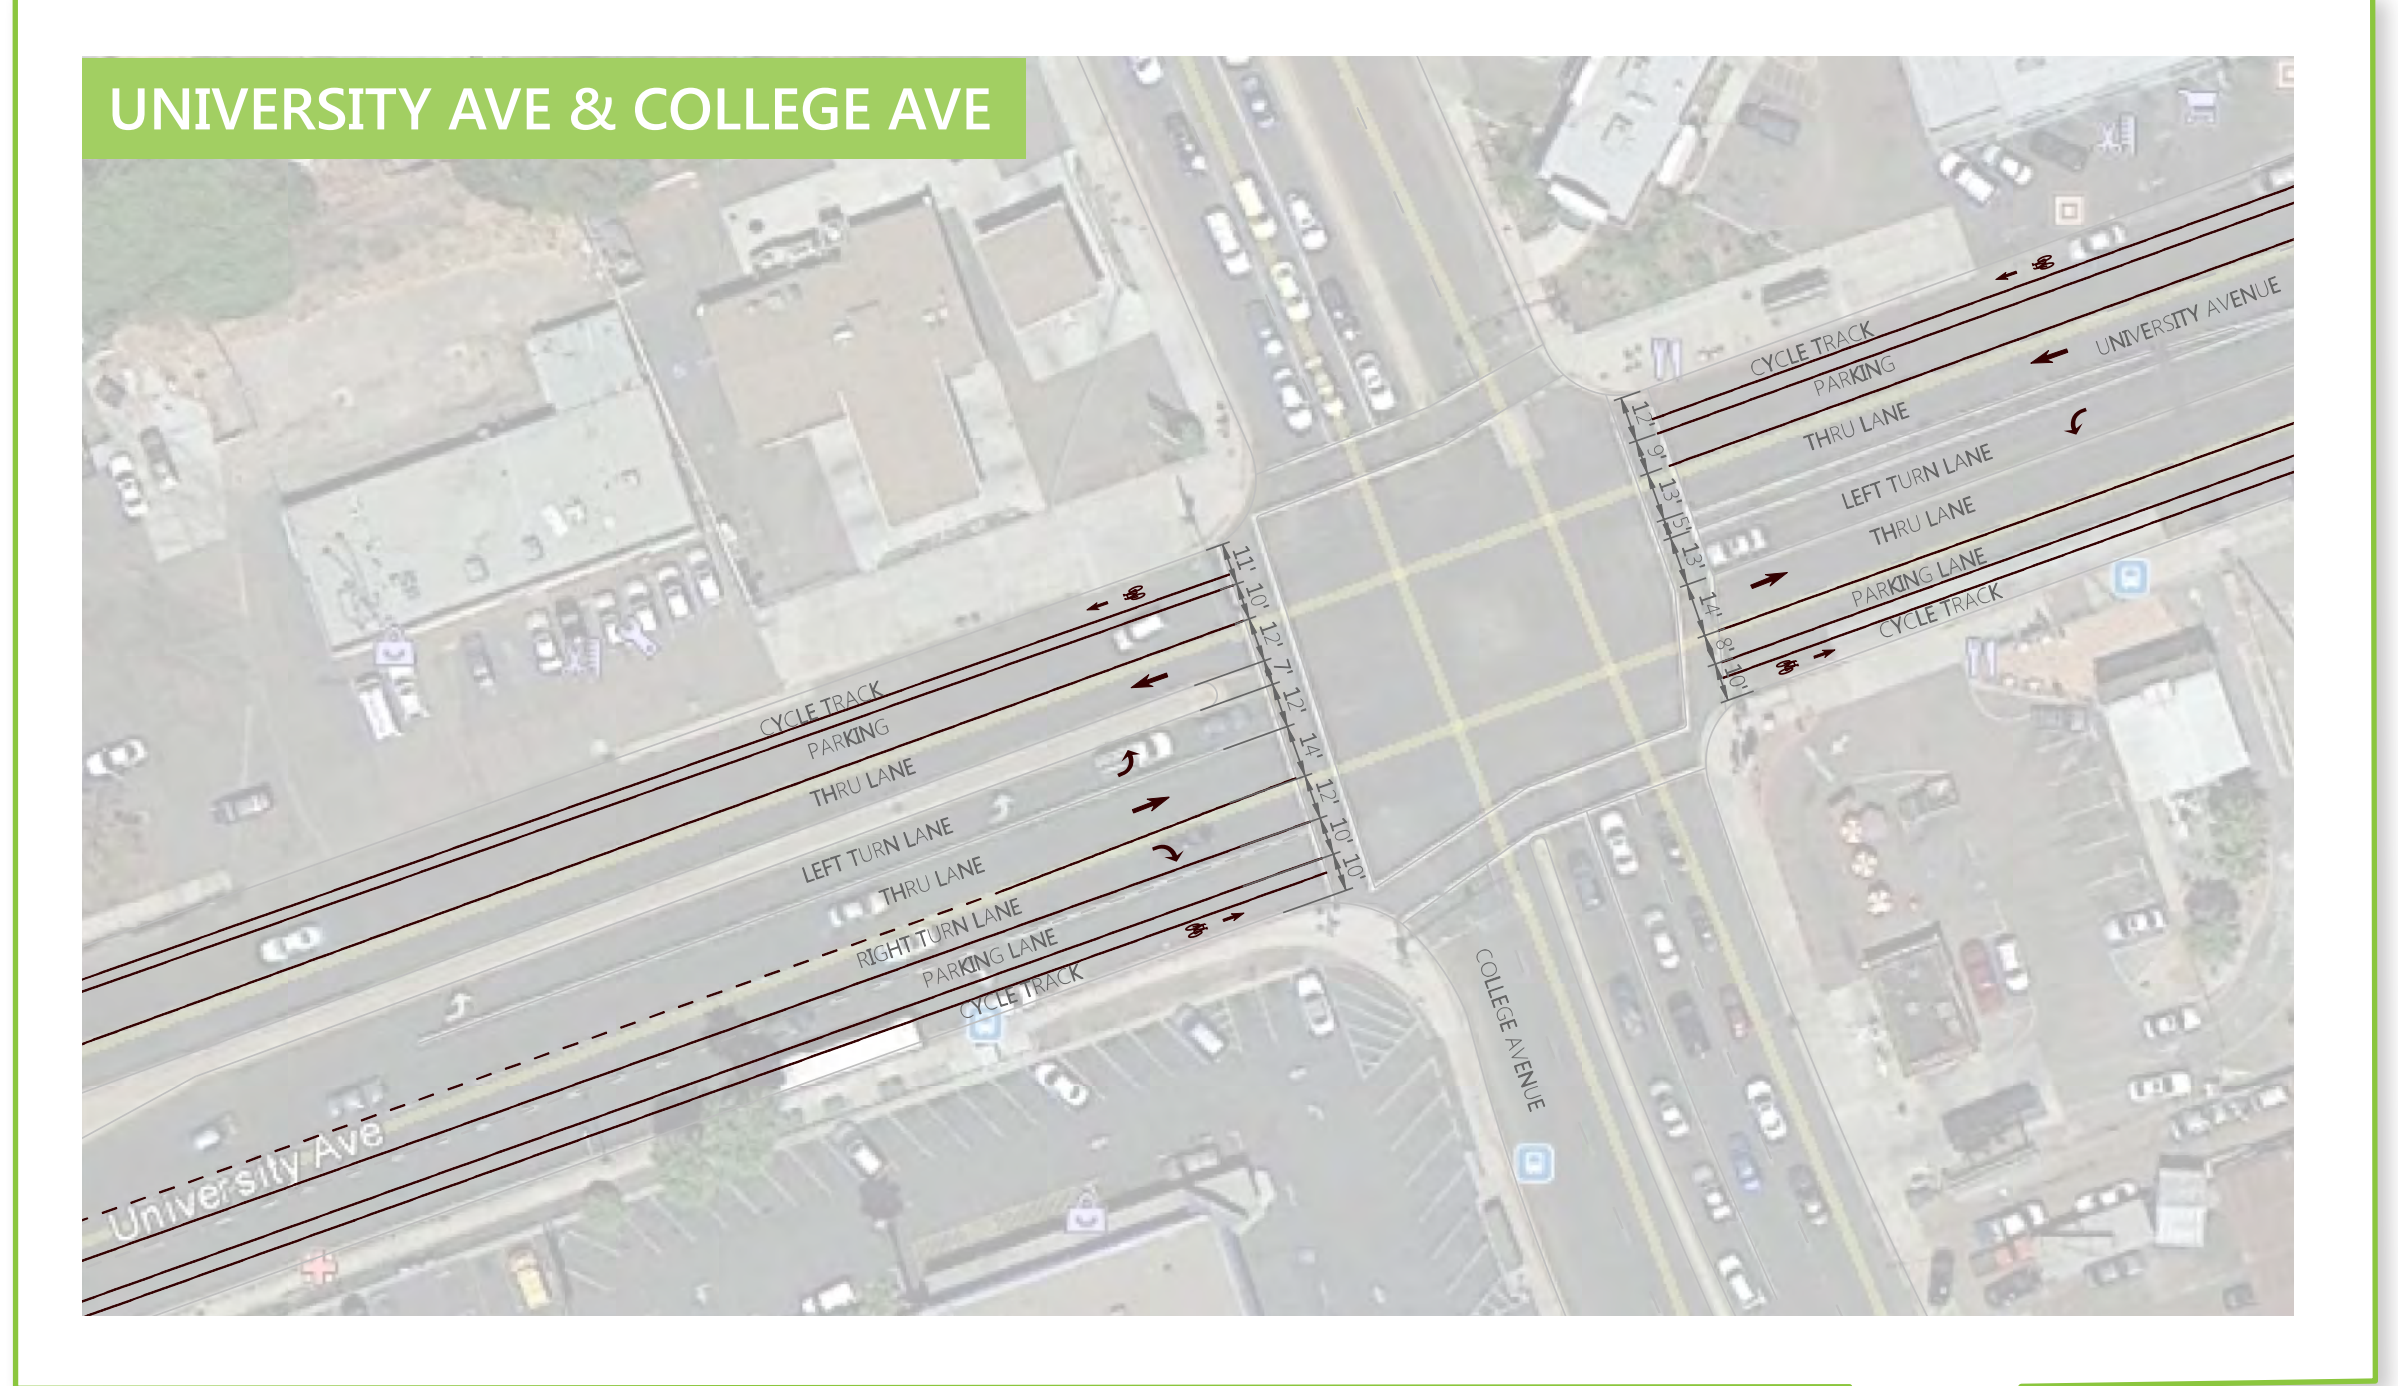 UNIVERSITY AVE & COLLEGE AVE
UNIVERSITY AVENUE
CYCLE TRACK
PARKING
THRU LANE
LEFT TURN LANE
THRU LANE
PARKING LANE
CYCLE TRACK
12'
9'
13'
5'
13'
14'
8'
10'
11'
10'
12'
7'
12'
14'
12'
10'
10'
CYCLE TRACK
PARKING
THRU LANE
LEFT TURN LANE
THRU LANE
RIGHT TURN LANE
PARKING LANE
CYCLE TRACK
COLLEGE AVENUE
University Ave